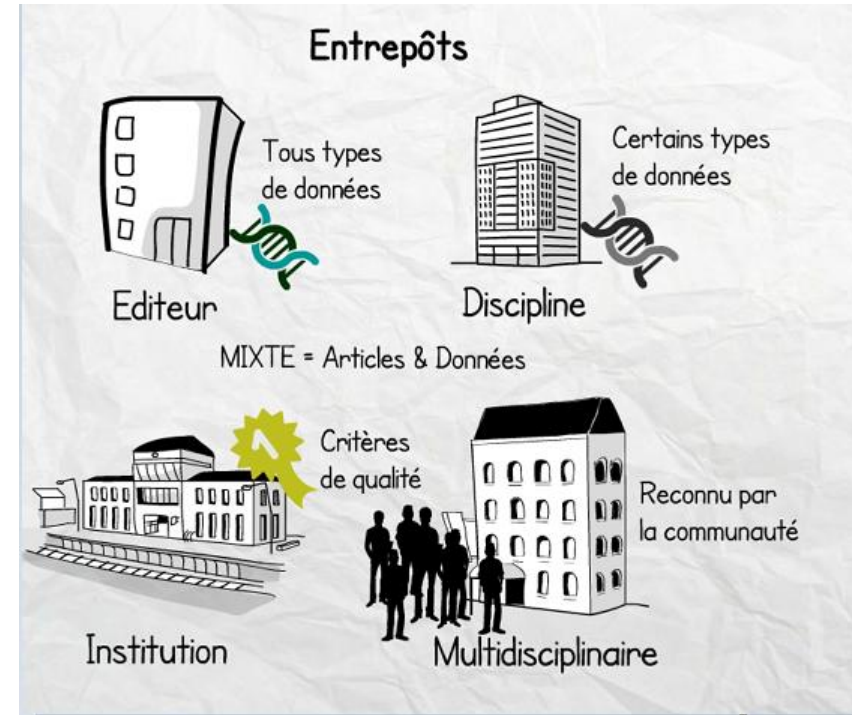 Entrepôts
Tous types
de données
Certains types
de données
Editeur
Discipline
MIXTE = Articles & Données
Critères
de qualité
Reconnu par
la communauté
Institution
Multidisciplinaire